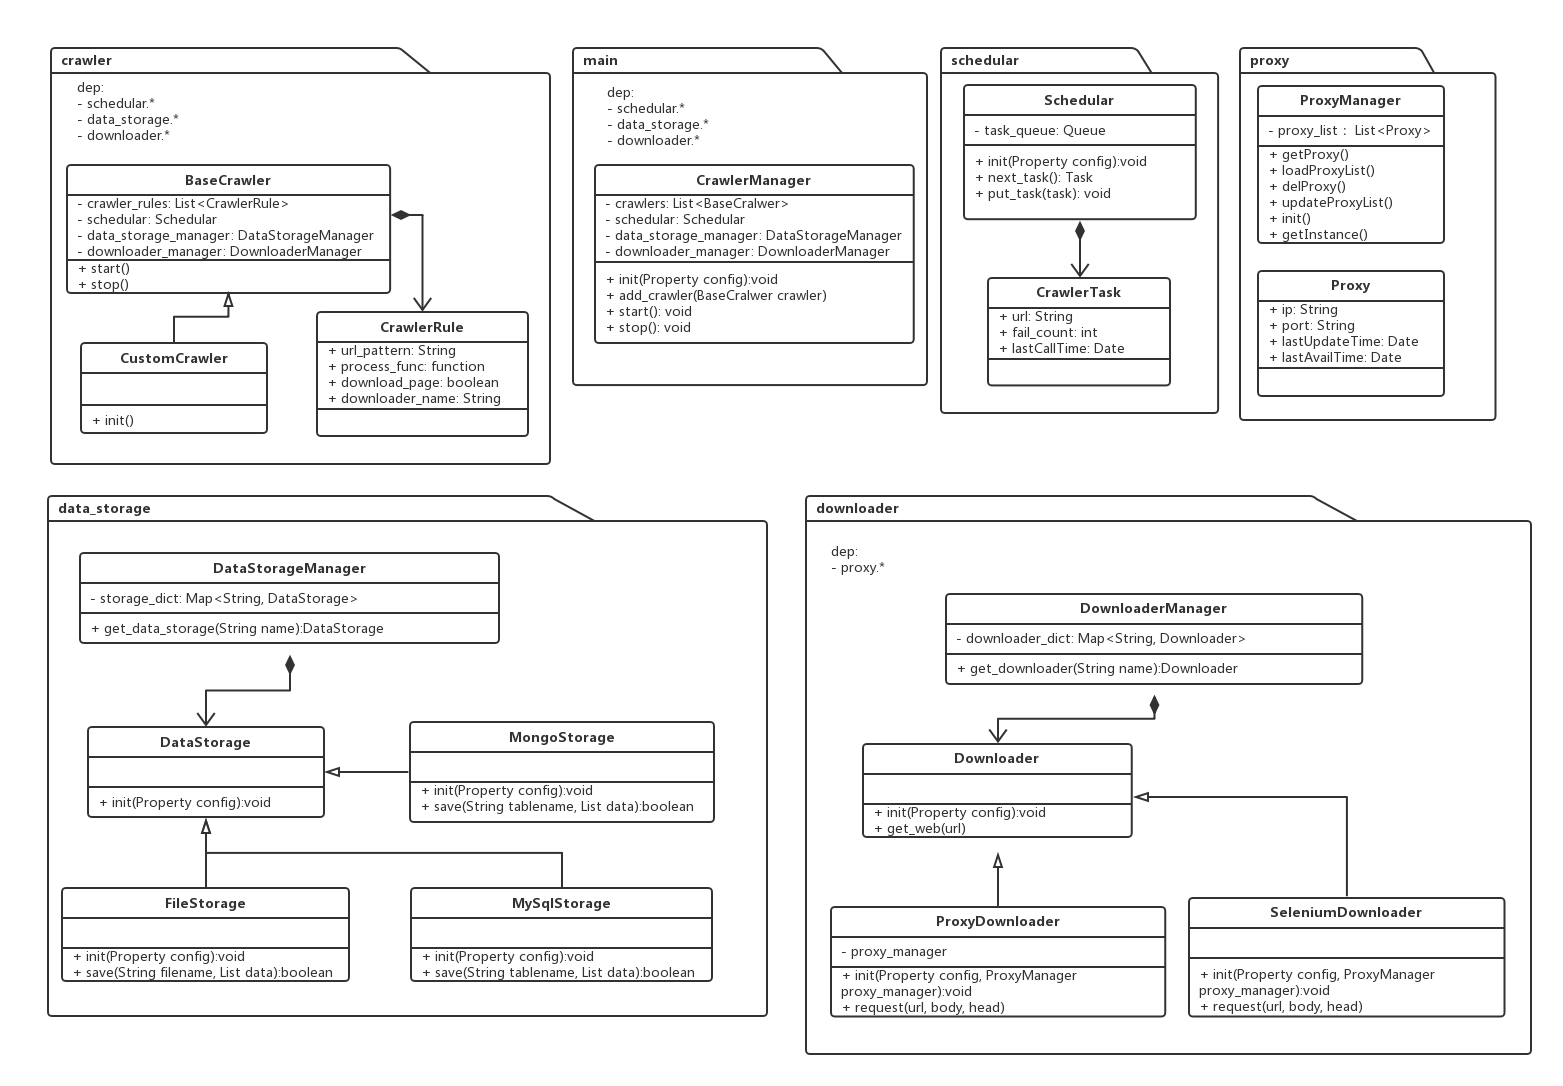 crawler
dep:
- schedular.*
- data_storage.*
- downloader.*
BaseCrawler
- crawler_rules: List<CrawlerRule>
- schedular: Schedular
- data_storage_manager: DataStorageManager
- downloader_manager: DownloaderManager
+ start()
+ stop()
CustomCrawler
+ init()
CrawlerRule
+ url_pattern: String
+ process_func: function
+ download_page: boolean
+ downloader_name: String
main
dep:
- schedular.*
- data_storage.*
- downloader.*
CrawlerManager
- crawlers: List<BaseCralwer>
- schedular: Schedular
- data_storage_manager: DataStorageManager
- downloader_manager: DownloaderManager
+ init(Property config):void
+ add_crawler(BaseCralwer crawler)
+ start(): void
+ stop(): void
schedular
Schedular
- task_queue: Queue
+ init(Property config):void
+ next_task(): Task
+ put_task(task): void
CrawlerTask
+ url: String
+ fail_count: int
+ lastCallTime: Date
proxy
ProxyManager
- proxy_list： List<Proxy>
+ getProxy()
+ loadProxyList()
+ delProxy()
+ updateProxyList()
+ init()
+ getInstance()
Proxy
+ ip: String
+ port: String
+ lastUpdateTime: Date
+ lastAvailTime: Date
data_storage
DataStorageManager
- storage_dict: Map<String, DataStorage>
+ get_data_storage(String name):DataStorage
DataStorage
+ init(Property config):void
MongoStorage
+ init(Property config):void
+ save(String tablename, List data):boolean
FileStorage
+ init(Property config):void
+ save(String filename, List data):boolean
MySqlStorage
+ init(Property config):void
+ save(String tablename, List data):boolean
downloader
dep:
- proxy.*
DownloaderManager
- downloader_dict: Map<String, Downloader>
+ get_downloader(String name):Downloader
Downloader
+ init(Property config):void
+ get_web(url)
ProxyDownloader
- proxy_manager
+ init(Property config, ProxyManager
proxy_manager):void
+ request(url, body, head)
SeleniumDownloader
+ init(Property config, ProxyManager
proxy_manager):void
+ request(url, body, head)